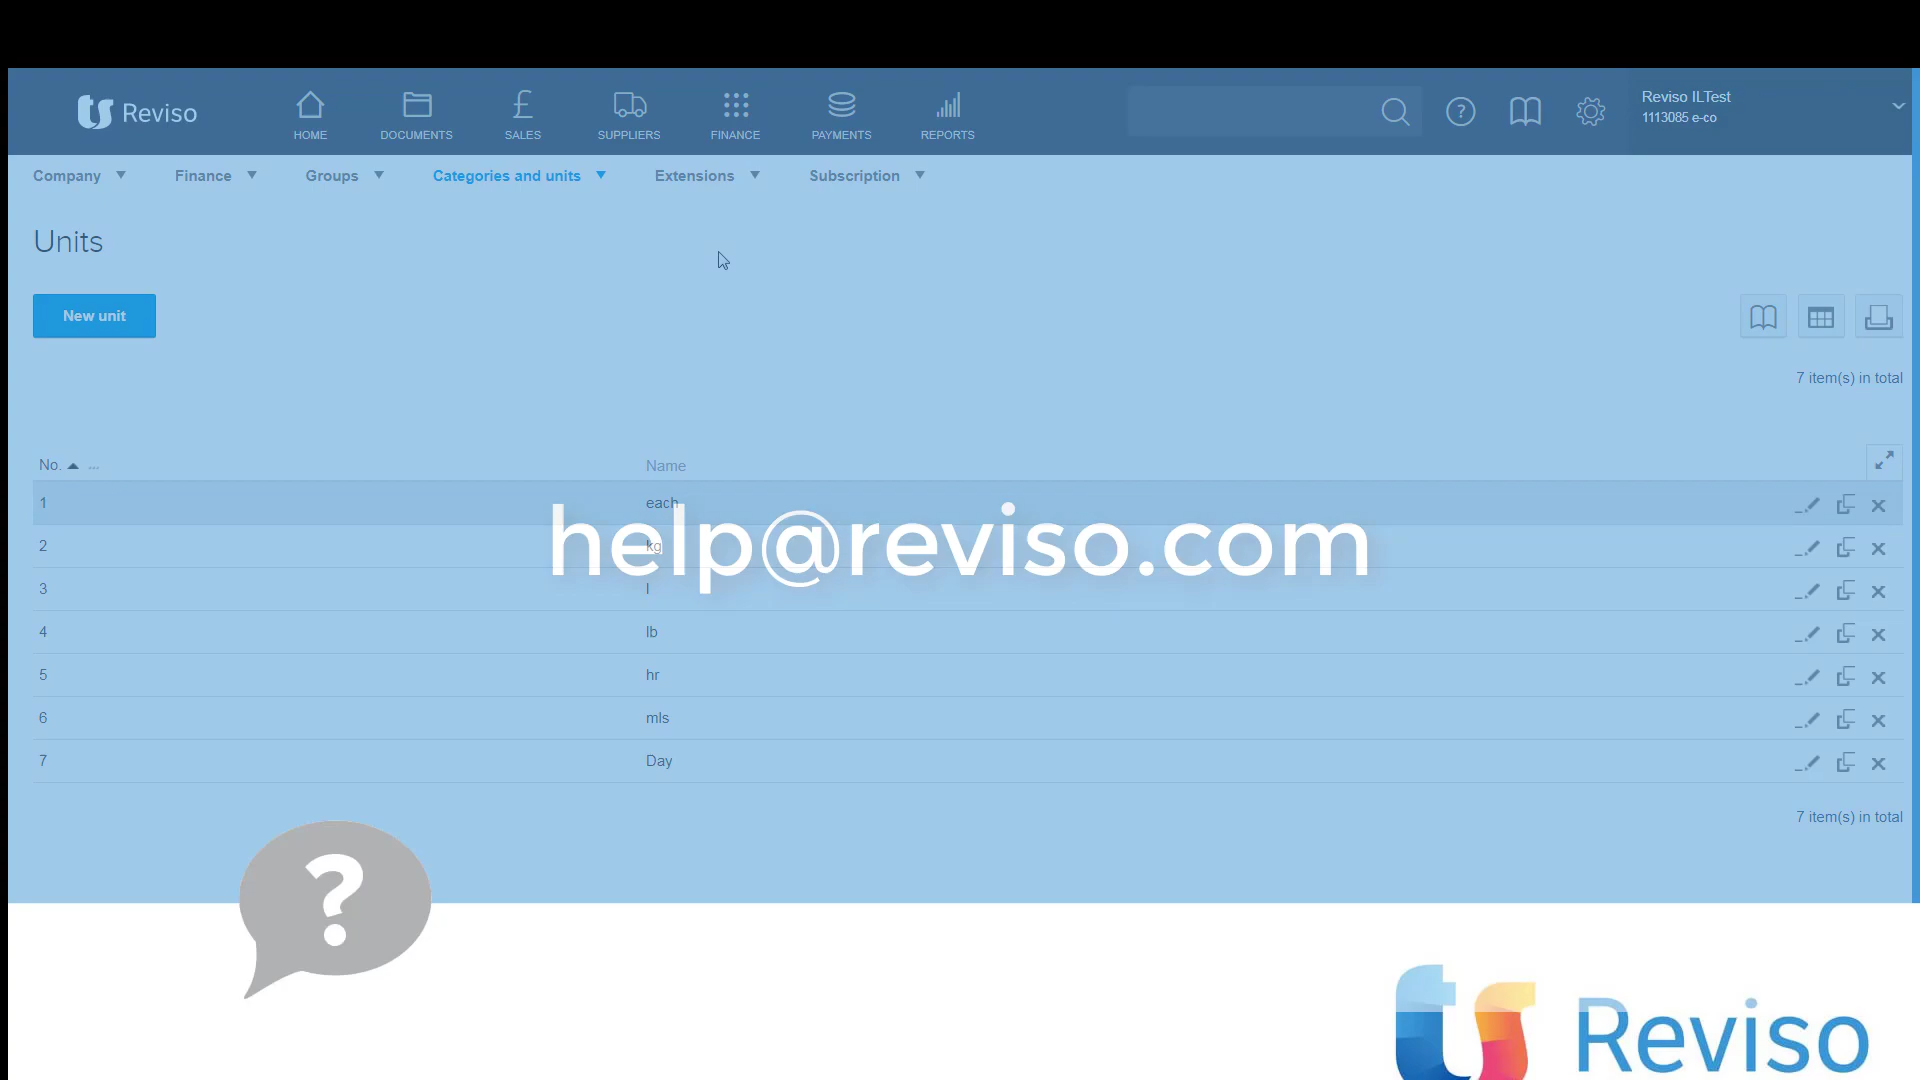 Reviso
HOME
DOCUMENTS
£
SALES
SUPPLIERS
FINANCE
PAYMENTS
REPORTS
?
Reviso ILTest
1113085 e-co
Company
Finance
Groups
Categories and units
Extensions
Subscription
Units
New unit
7 item(s) in total
No. ...
Name
1 each
2 kg
help@reviso.com
3 l
4 lb
5 hr
6 mls
7 Day
7 item(s) in total
?
Reviso